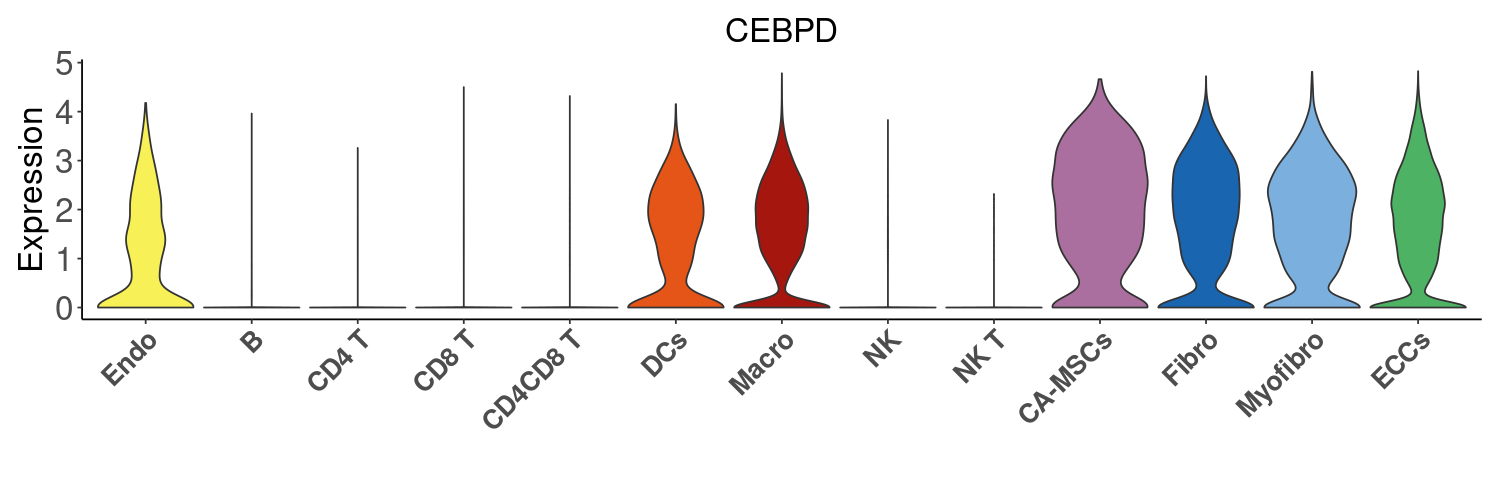 CEBPD
Expression
5
4
3
2
1
0
Endo
B
CD4 T
CD8 T
CD4CD8 T
DCs
Macro
NK
NK T
CA-MSCs
Fibro
Myofibro
ECCs